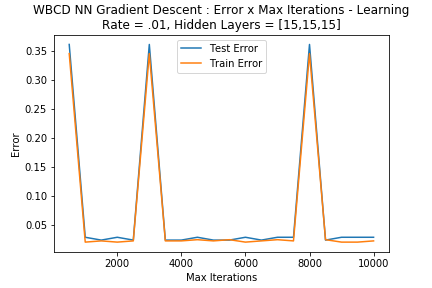 WBCD NN Gradient Descent : Error x Max Iterations - Learning
Rate = .01, Hidden Layers = [15,15,15]
Test Error
Train Error
Error
0.35
0.30
0.25
0.20
0.15
0.10
0.05
2000 4000 6000 8000 10000
Max Iterations